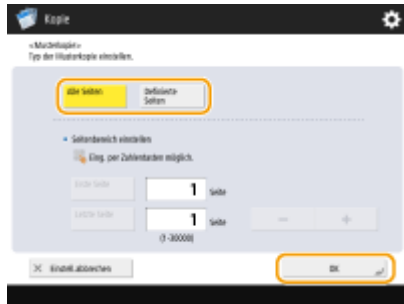 Kopie
<Musterkopie>
Typ der Musterkopie einstellen.
Alle Seiten
Definierte
Seiten
Seitenbereich einstellen
Eing. per Zahlentasten möglich.
Erste Seite
1 Seite
Letzte Seite
1 Seite
- +
(1-30000)
× Einstell.abbrechen
OK